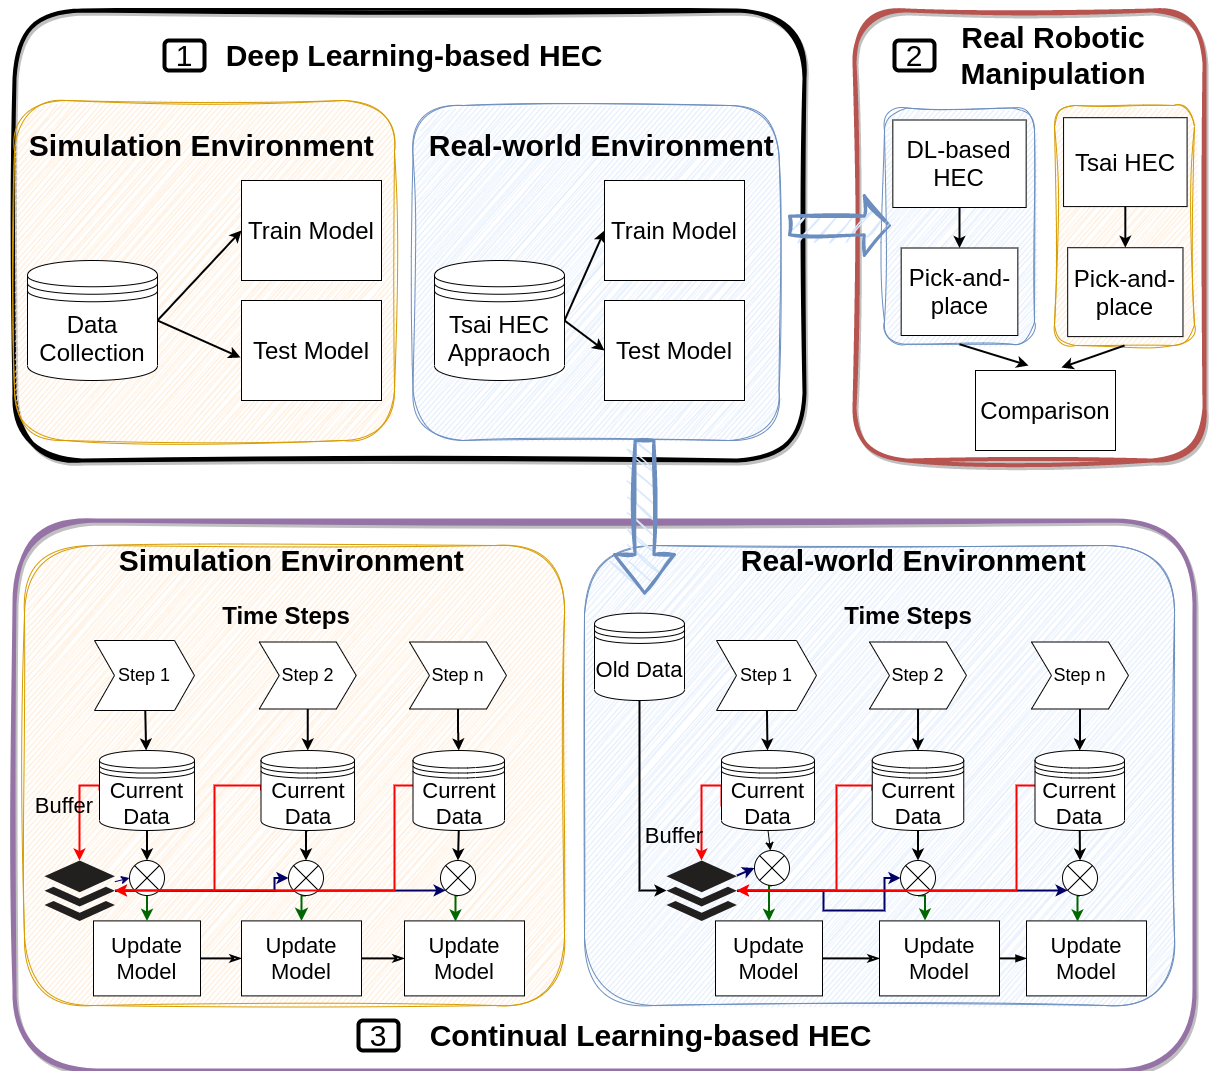 1 Deep Learning-based HEC
Simulation Environment
Train Model
Data
Collection
Test Model
Real-world Environment
Train Model
Tsai HEC
Appraoch
Test Model
2 Real Robotic
Manipulation
DL-based
HEC
Pick-and-
place
Tsai HEC
Pick-and-
place
Comparison
Simulation Environment
Time Steps
Step 1
Step 2
Step n
Current
Data
Current
Data
Current
Data
Buffer
Update
Model
Update
Model
Update
Model
Real-world Environment
Time Steps
Old Data
Step 1
Step 2
Step n
Current
Data
Current
Data
Current
Data
Buffer
Update
Model
Update
Model
Update
Model
3 Continual Learning-based HEC